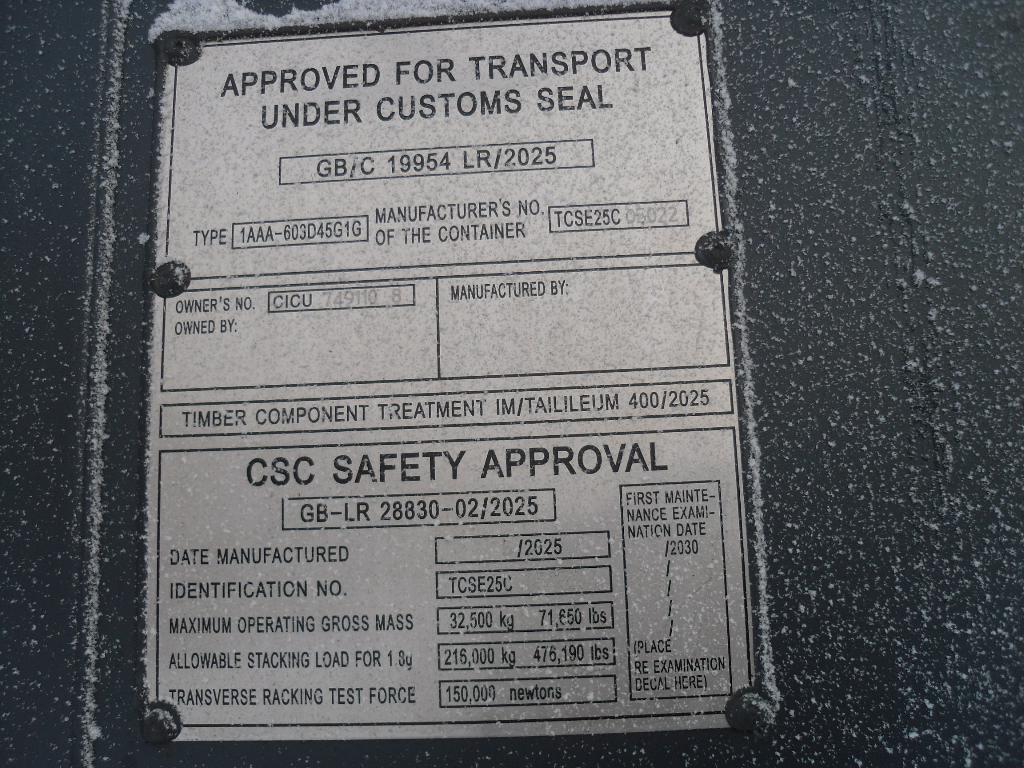 APPROVED FOR TRANSPORT
UNDER CUSTOMS SEAL
GB/C 19954 LR/2025
TYPE 1AAA-603D45G1G MANUFACTURER'S NO. OF THE CONTAINER TCSE25C 05022
OWNER'S NO. CICU 749110 8
OWNED BY:
MANUFACTURED BY:
TIMBER COMPONENT TREATMENT IM/TAILILEUM 400/2025
CSC SAFETY APPROVAL
GB-LR 28830-02/2025
DATE MANUFACTURED /2025
IDENTIFICATION NO. TCSE25C
MAXIMUM OPERATING GROSS MASS 32,500 kg 71,650 lbs
ALLOWABLE STACKING LOAD FOR 1.8g 216,000 kg 476,190 lbs
TRANSVERSE RACKING TEST FORCE 150,000 newtons
FIRST MAINTE-
NANCE EXAMI-
NATION DATE
/2030
/
/
/
/
(PLACE
RE EXAMINATION
DECAL HERE)